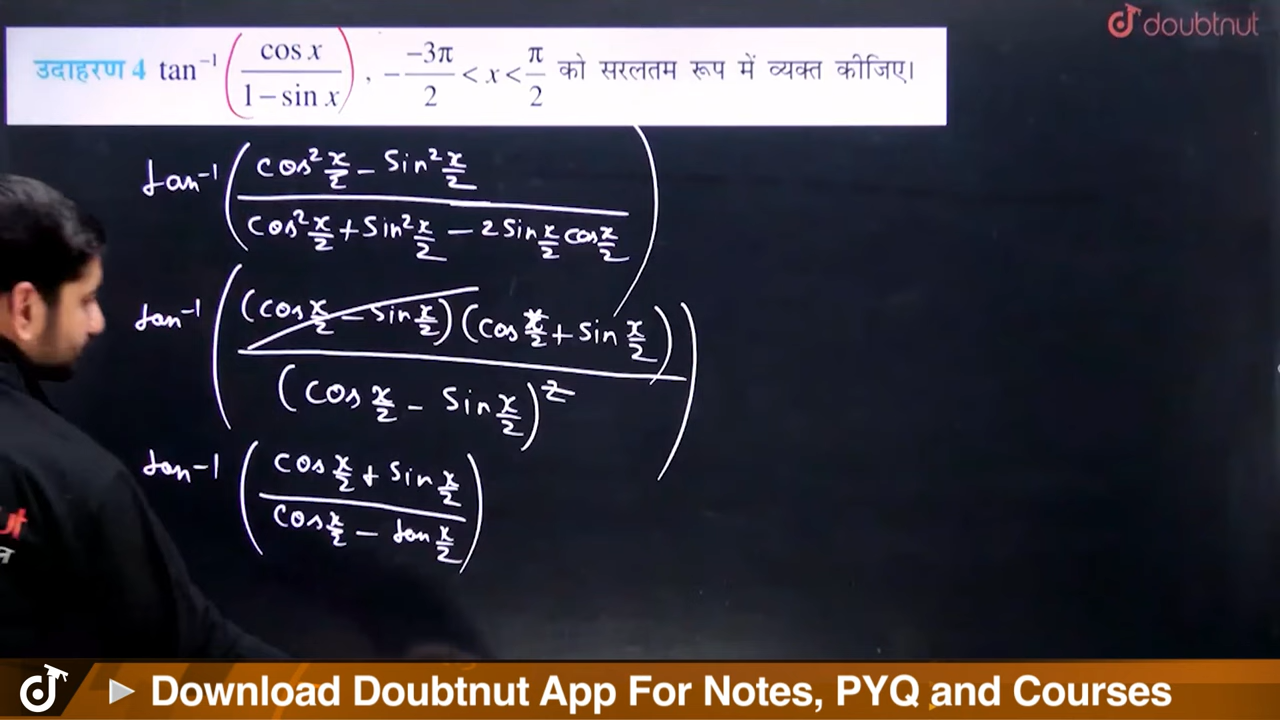 doubtnut
उदाहरण 4 tan⁻¹ (cos x / 1 – sin x), – –3π/2 < x < π/2 को सरलतम रूप में व्यक्त कीजिए।
tan⁻¹ (cos² x/2 – sin² x/2 / cos² x/2 + sin² x/2 – 2 sin x/2 cos x/2)
tan⁻¹ ((cos x/2 – sin x/2) (cos x/2 + sin x/2) / (cos x/2 – sin x/2)²)
tan⁻¹ (cos x/2 + sin x/2 / cos x/2 – tan x/2)
Download Doubtnut App For Notes, PYQ and Courses